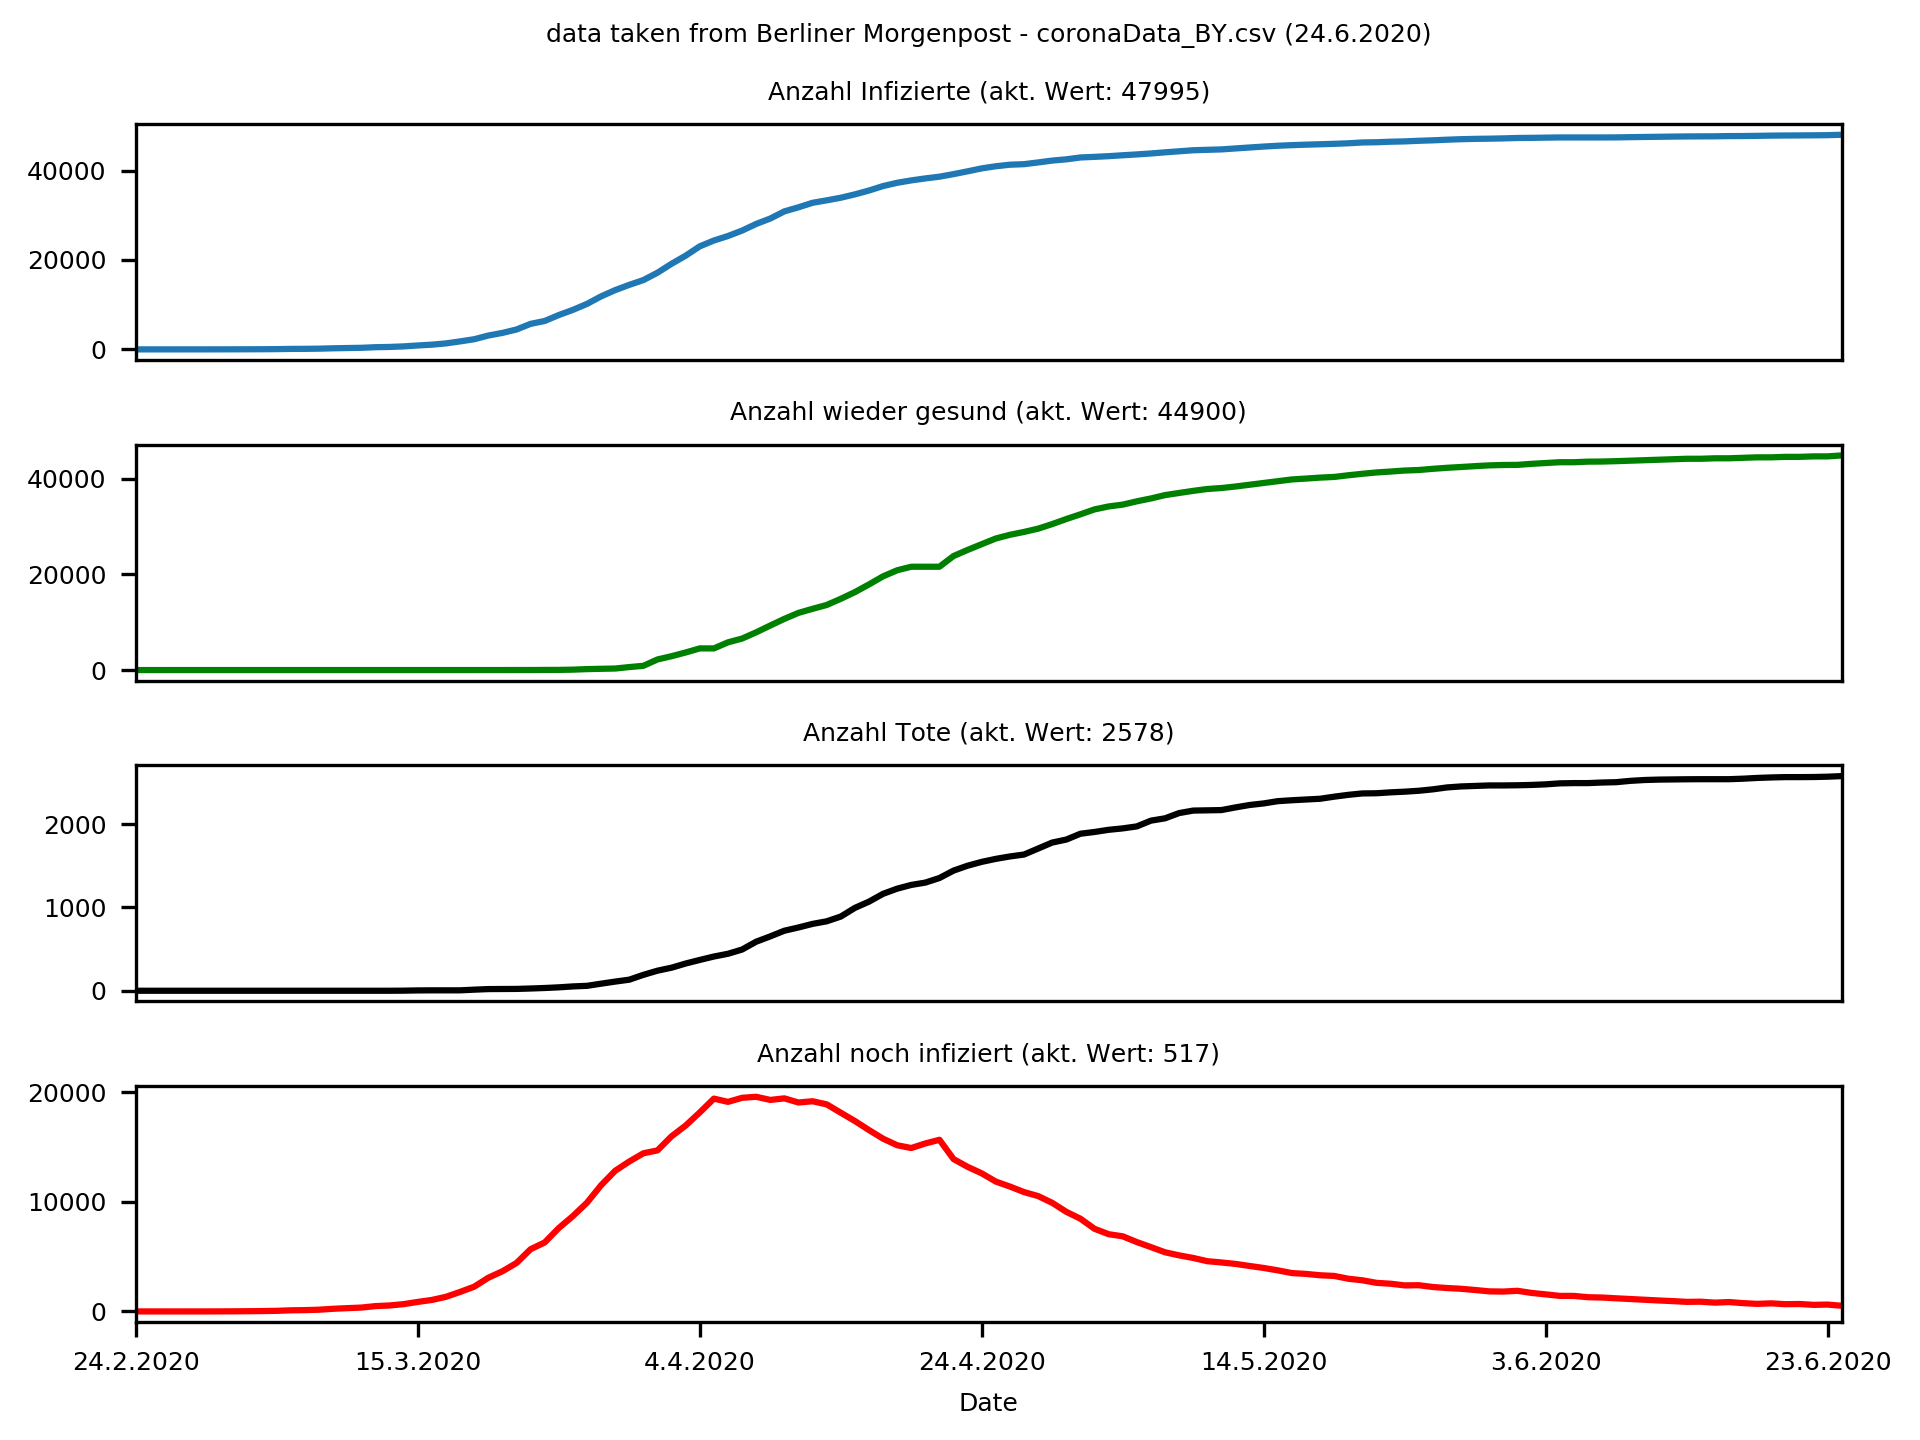 data taken from Berliner Morgenpost - coronaData_BY.csv (24.6.2020)
Anzahl Infizierte (akt. Wert: 47995)
40000
20000
0
Anzahl wieder gesund (akt. Wert: 44900)
40000
20000
0
Anzahl Tote (akt. Wert: 2578)
2000
1000
0
Anzahl noch infiziert (akt. Wert: 517)
20000
10000
0
24.2.2020 15.3.2020 4.4.2020 24.4.2020 14.5.2020 3.6.2020 23.6.2020
Date